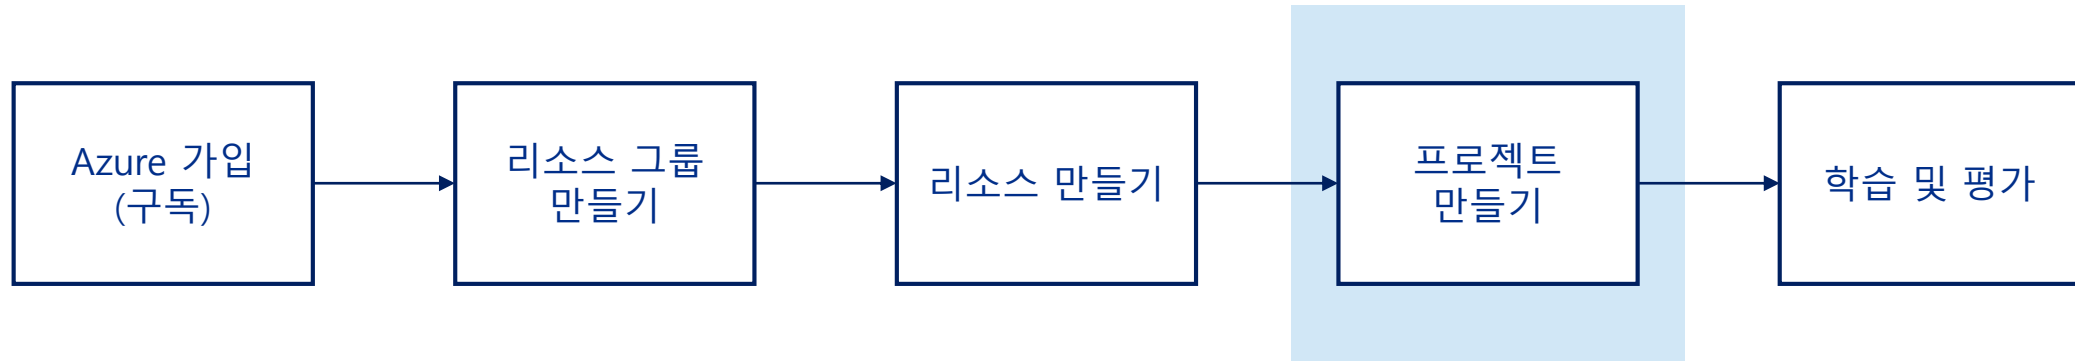 Azure 가입
(구독)
리소스 그룹
만들기
리소스 만들기
프로젝트
만들기
학습 및 평가